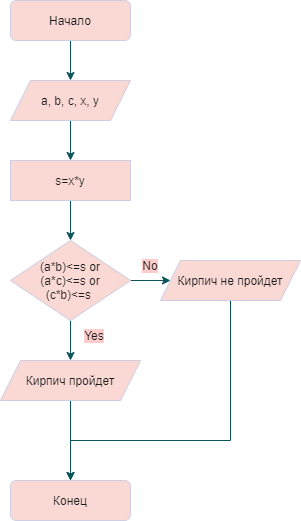 Начало
a, b, c, x, y
s=x*y
(a*b)<=s or
(a*c)<=s or
(c*b)<=s
No
Кирпич не пройдет
Yes
Кирпич пройдет
Конец